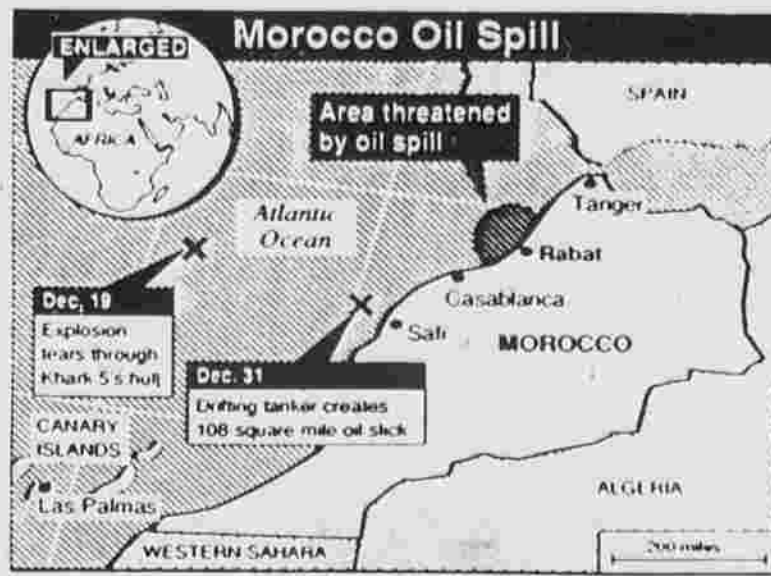 Morocco Oil Spill
ENLARGED
AFRICA
SPAIN
Area threatened
by oil spill
Atlantic
Ocean
Tanger
Rabat
Casablanca
Safi
MOROCCO
Dec. 19
Explosion
tears through
Khark 5's hull
Dec. 31
Drifting tanker creates
108 square mile oil slick
CANARY
ISLANDS
Las Palmas
ALGERIA
WESTERN SAHARA
200 miles